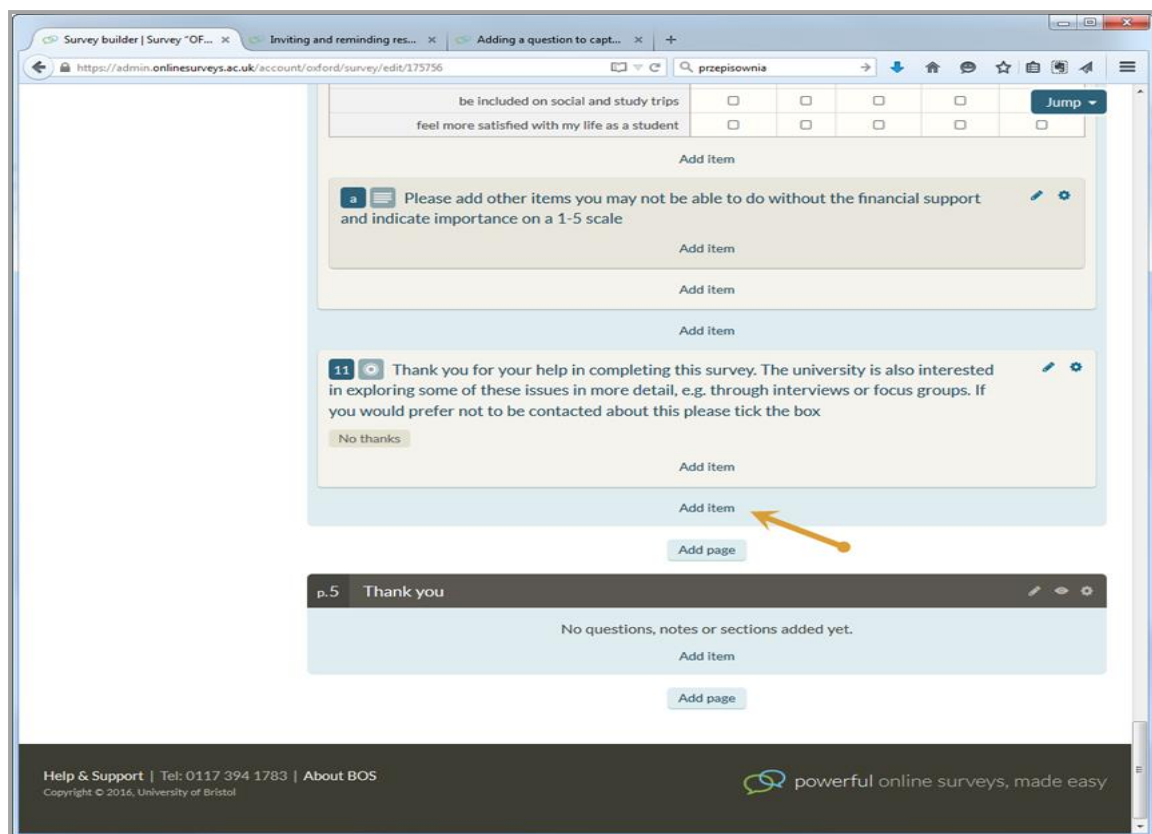 Survey builder | Survey "OF... × Inviting and reminding res... × Adding a question to capt... × +
https://admin.onlinesurveys.ac.uk/account/oxford/survey/edit/175756 przepisownia
be included on social and study trips
Jump
feel more satisfied with my life as a student
Add item
a Please add other items you may not be able to do without the financial support
and indicate importance on a 1-5 scale
Add item
Add item
Add item
11 Thank you for your help in completing this survey. The university is also interested
in exploring some of these issues in more detail, e.g. through interviews or focus groups. If
you would prefer not to be contacted about this please tick the box
No thanks
Add item
Add item
Add page
p.5 Thank you
No questions, notes or sections added yet.
Add item
Add page
Help & Support | Tel: 0117 394 1783 | About BOS
Copyright © 2016, University of Bristol
powerful online surveys, made easy